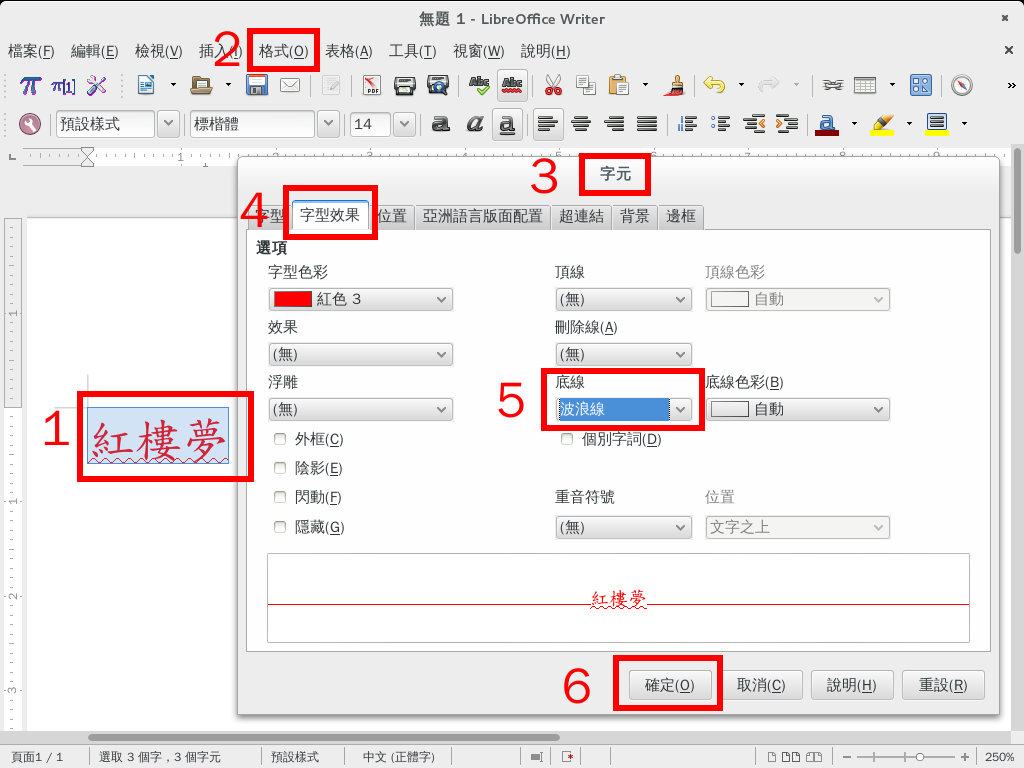 無題 1 - LibreOffice Writer
檔案(F) 編輯(E) 檢視(V) 插入(I) 2 格式(O) 表格(A) 工具(T) 視窗(W) 說明(H)
預設樣式 標楷體 14
3 字元
4 字型 字型效果 位置 亞洲語言版面配置 超連結 背景 邊框
選項
字型色彩 頂線 頂線色彩
紅色 3 (無) 自動
效果 刪除線(A)
(無) (無)
浮雕 5 底線 底線色彩(B)
(無) 波浪線 自動
1 紅樓夢
外框(C) 個別字詞(D)
陰影(E)
閃動(F) 重音符號 位置
隱藏(G) (無) 文字之上
紅樓夢
6 確定(O) 取消(C) 說明(H) 重設(R)
頁面1 / 1 選取 3 個字，3 個字元 預設樣式 中文 (正體字) 250%